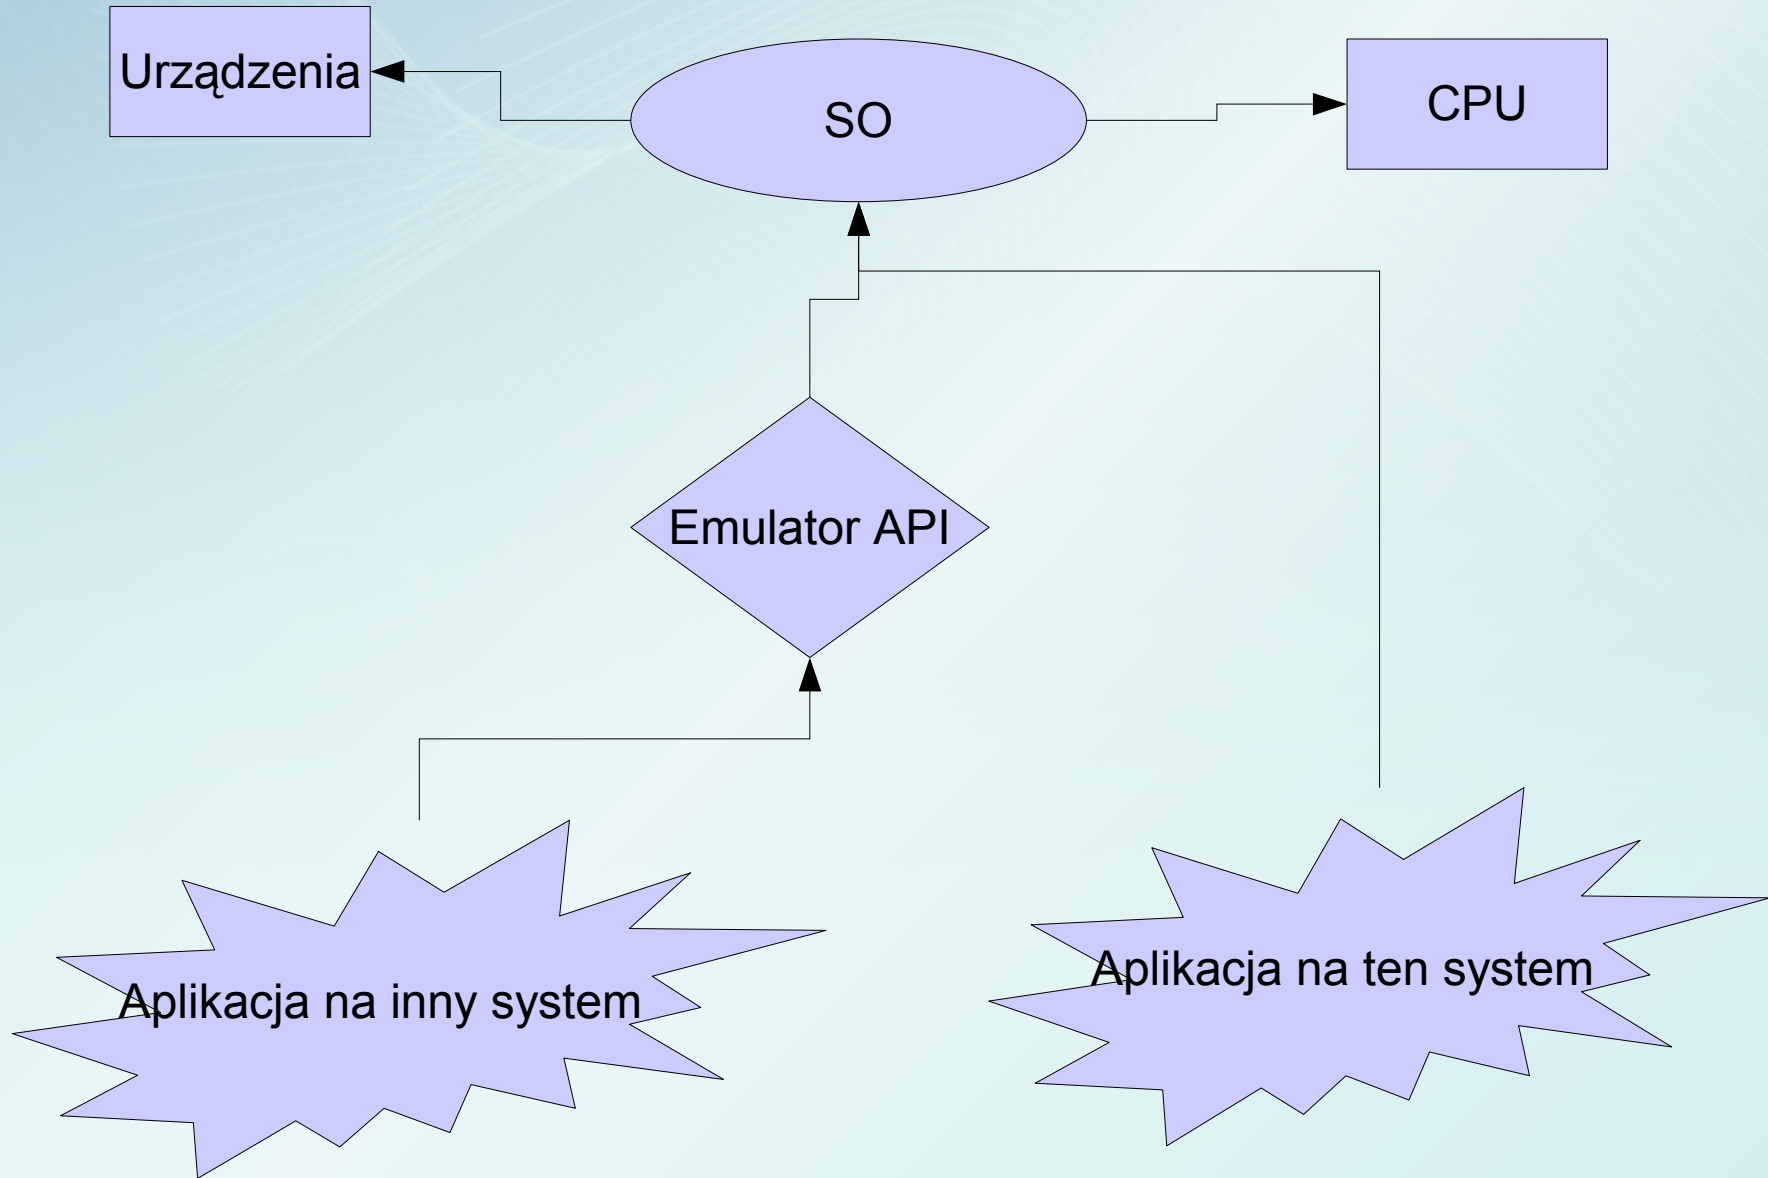 Urządzenia
SO
CPU
Emulator API
Aplikacja na inny system
Aplikacja na ten system